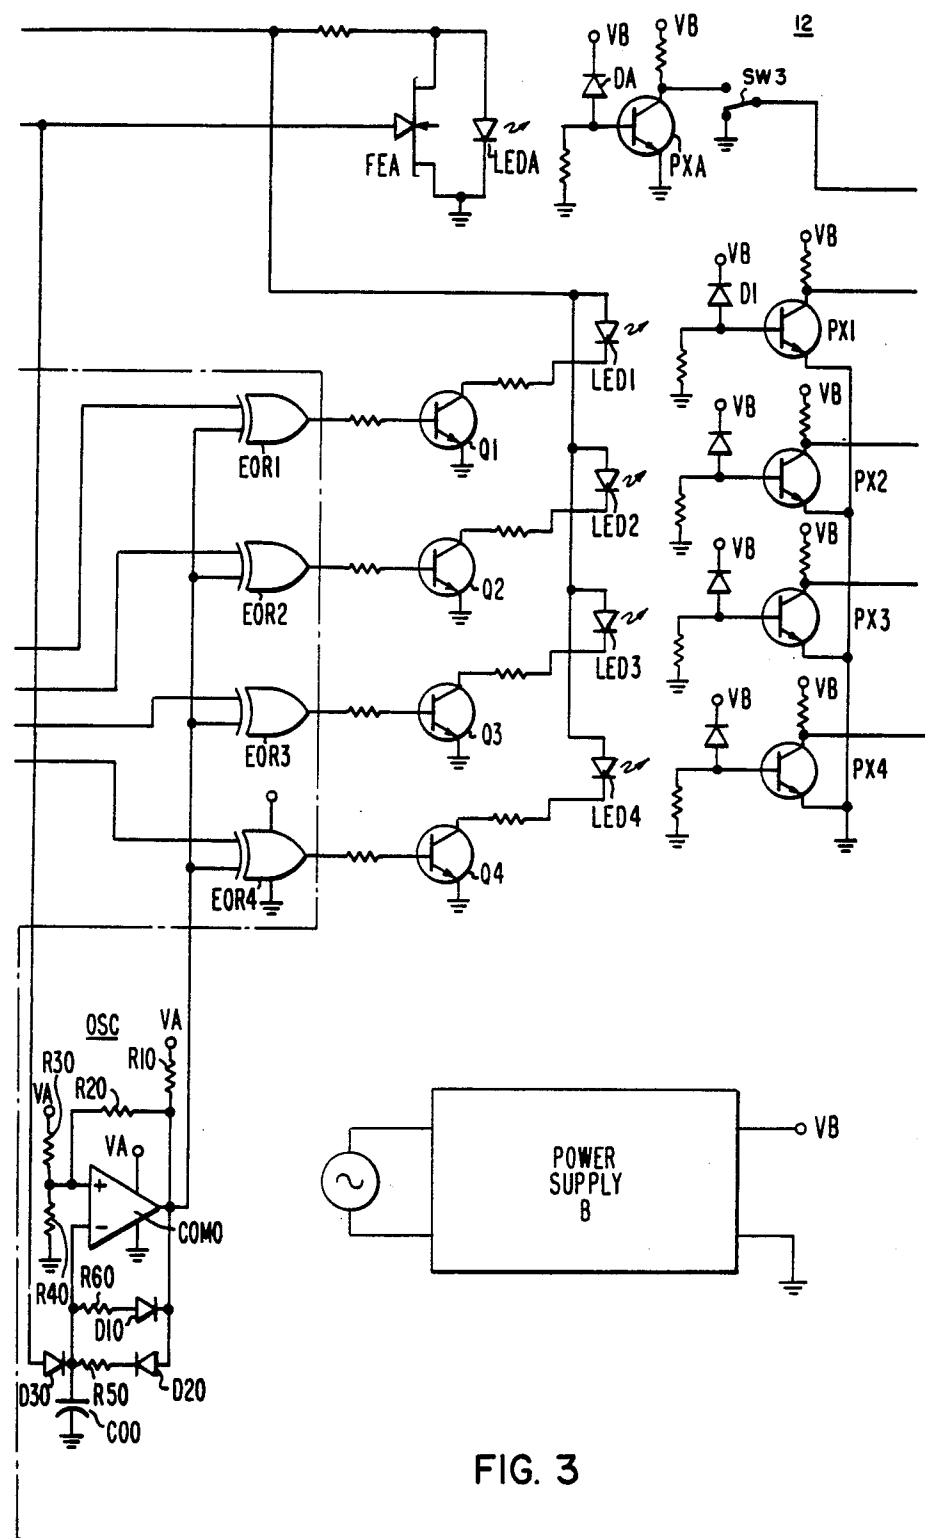 12
VB
VB
DA
SW3
FEA
LEDA
PXA
VB
VB
D1
PX1
LED1
VB
VB
EOR1
Q1
PX2
LED2
VB
VB
EOR2
Q2
PX3
LED3
VB
VB
EOR3
Q3
PX4
LED4
EOR4
Q4
OSC
VA
R30
R10
VA
R20
VA
+
-
COMO
R40
R60
D10
D30
R50
D20
C00
POWER
SUPPLY
B
VB
FIG. 3